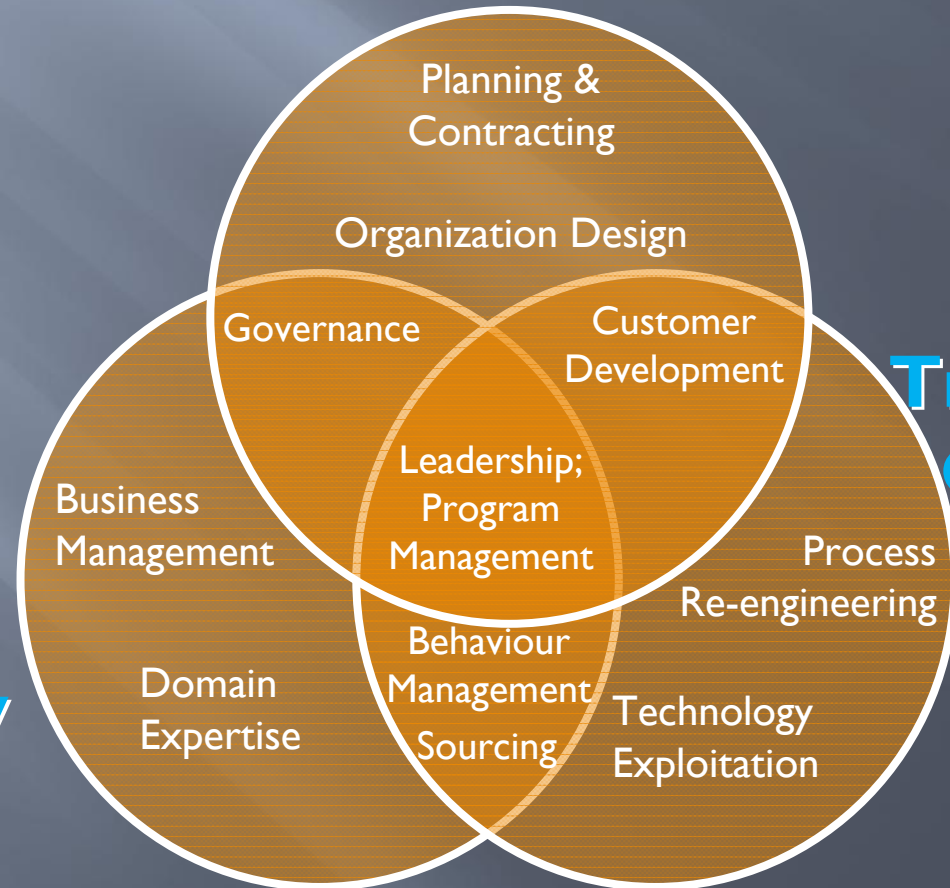 Planning &
Contracting
Organization Design
Governance
Customer
Development
Leadership;
Program
Management
Business
Management
Process
Re-engineering
Behaviour
Management
Sourcing
Domain
Expertise
Technology
Exploitation